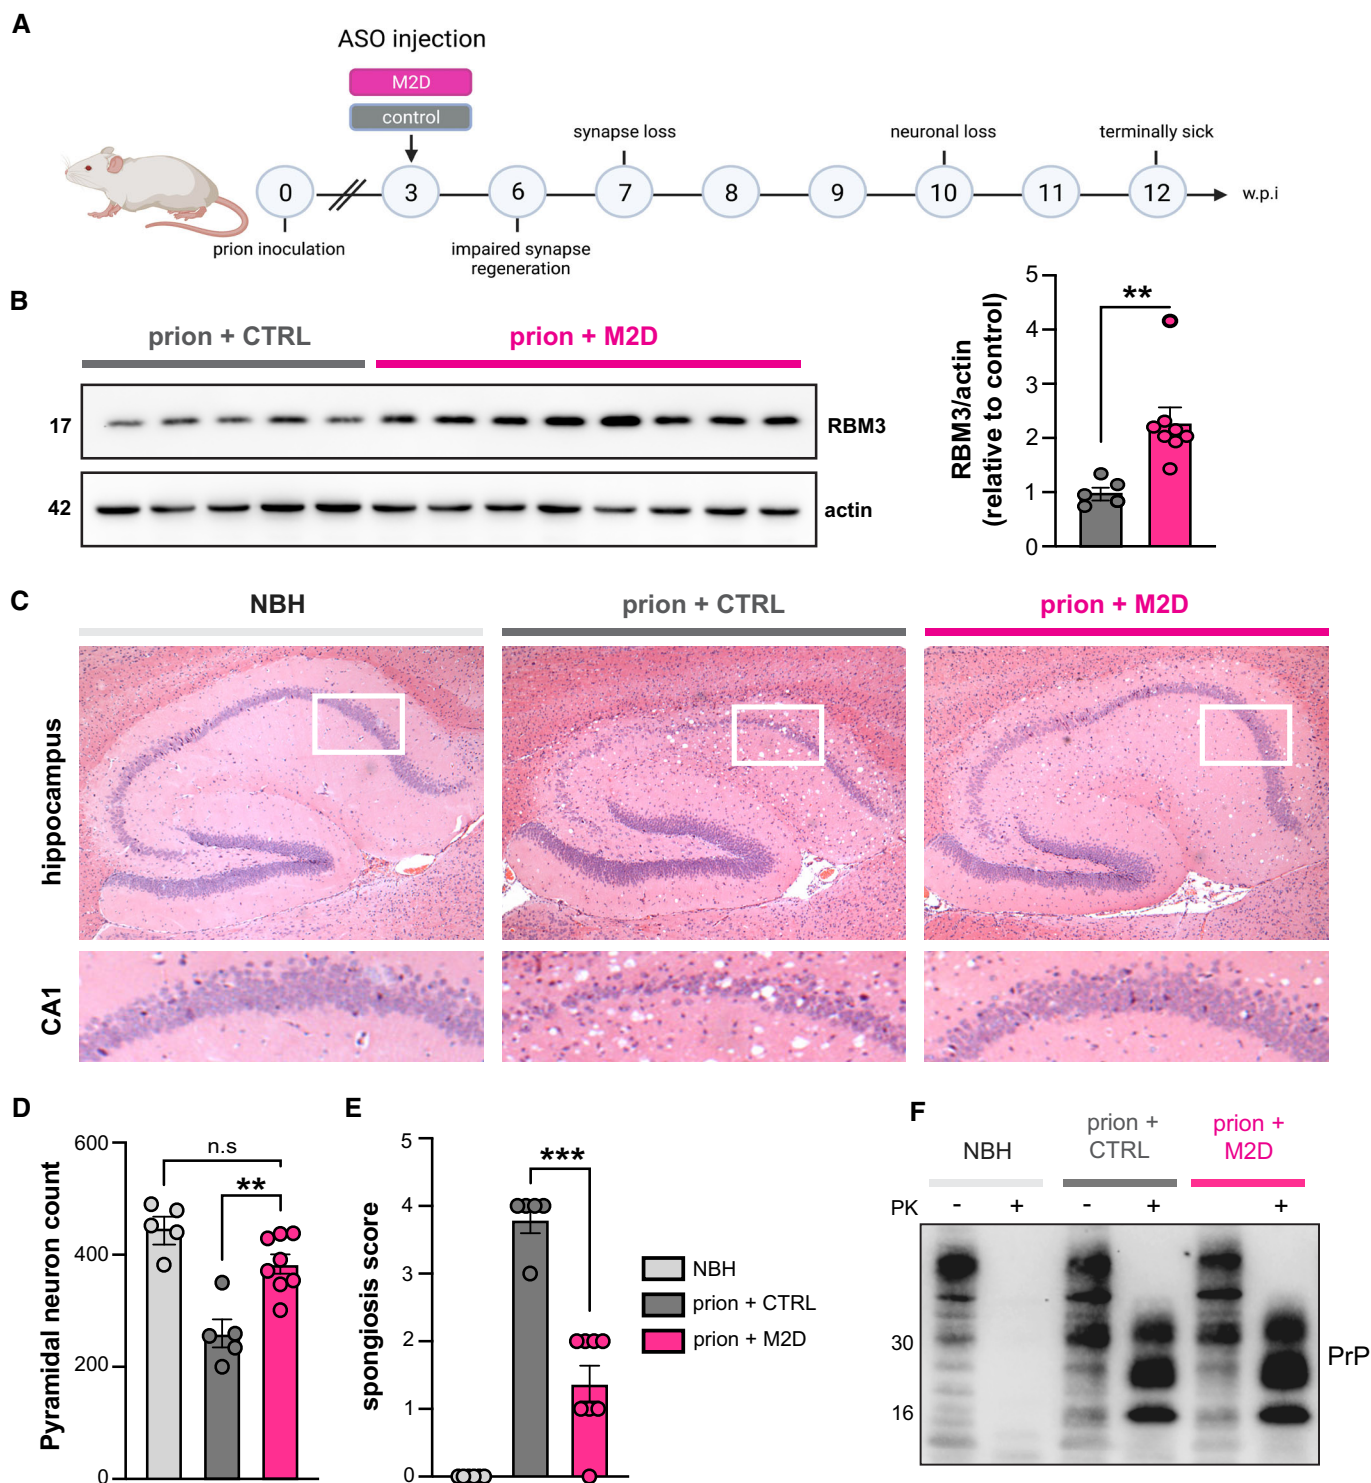 A
ASO injection
M2D
control
synapse loss
neuronal loss
terminally sick
0
3
6
7
8
9
10
11
12
w.p.i
prion inoculation
impaired synapse
regeneration
B
prion + CTRL
prion + M2D
17
RBM3
42
actin
RBM3/actin
(relative to control)
5
4
3
2
1
0
**
C
NBH
prion + CTRL
prion + M2D
hippocampus
CA1
D
Pyramidal neuron count
600
400
200
0
n.s
**
E
spongiosis score
5
4
3
2
1
0
***
NBH
prion + CTRL
prion + M2D
F
NBH
prion +
CTRL
prion +
M2D
PK
- + - + +
30
16
PrP